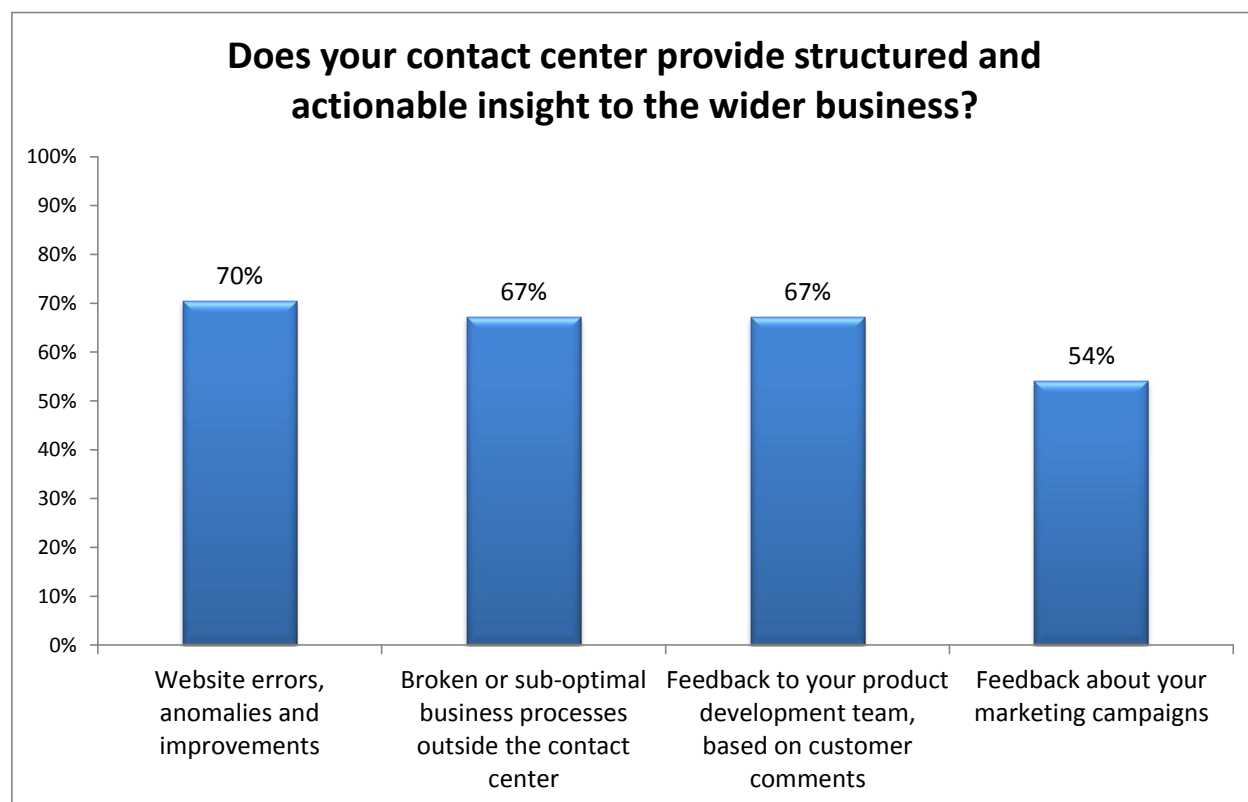 Does your contact center provide structured and
actionable insight to the wider business?
100%
90%
80%
70%
60%
50%
40%
30%
20%
10%
0%
70%
67%
67%
54%
Website errors,
anomalies and
improvements
Broken or sub-optimal
business processes
outside the contact
center
Feedback to your product
development team,
based on customer
comments
Feedback about your
marketing campaigns